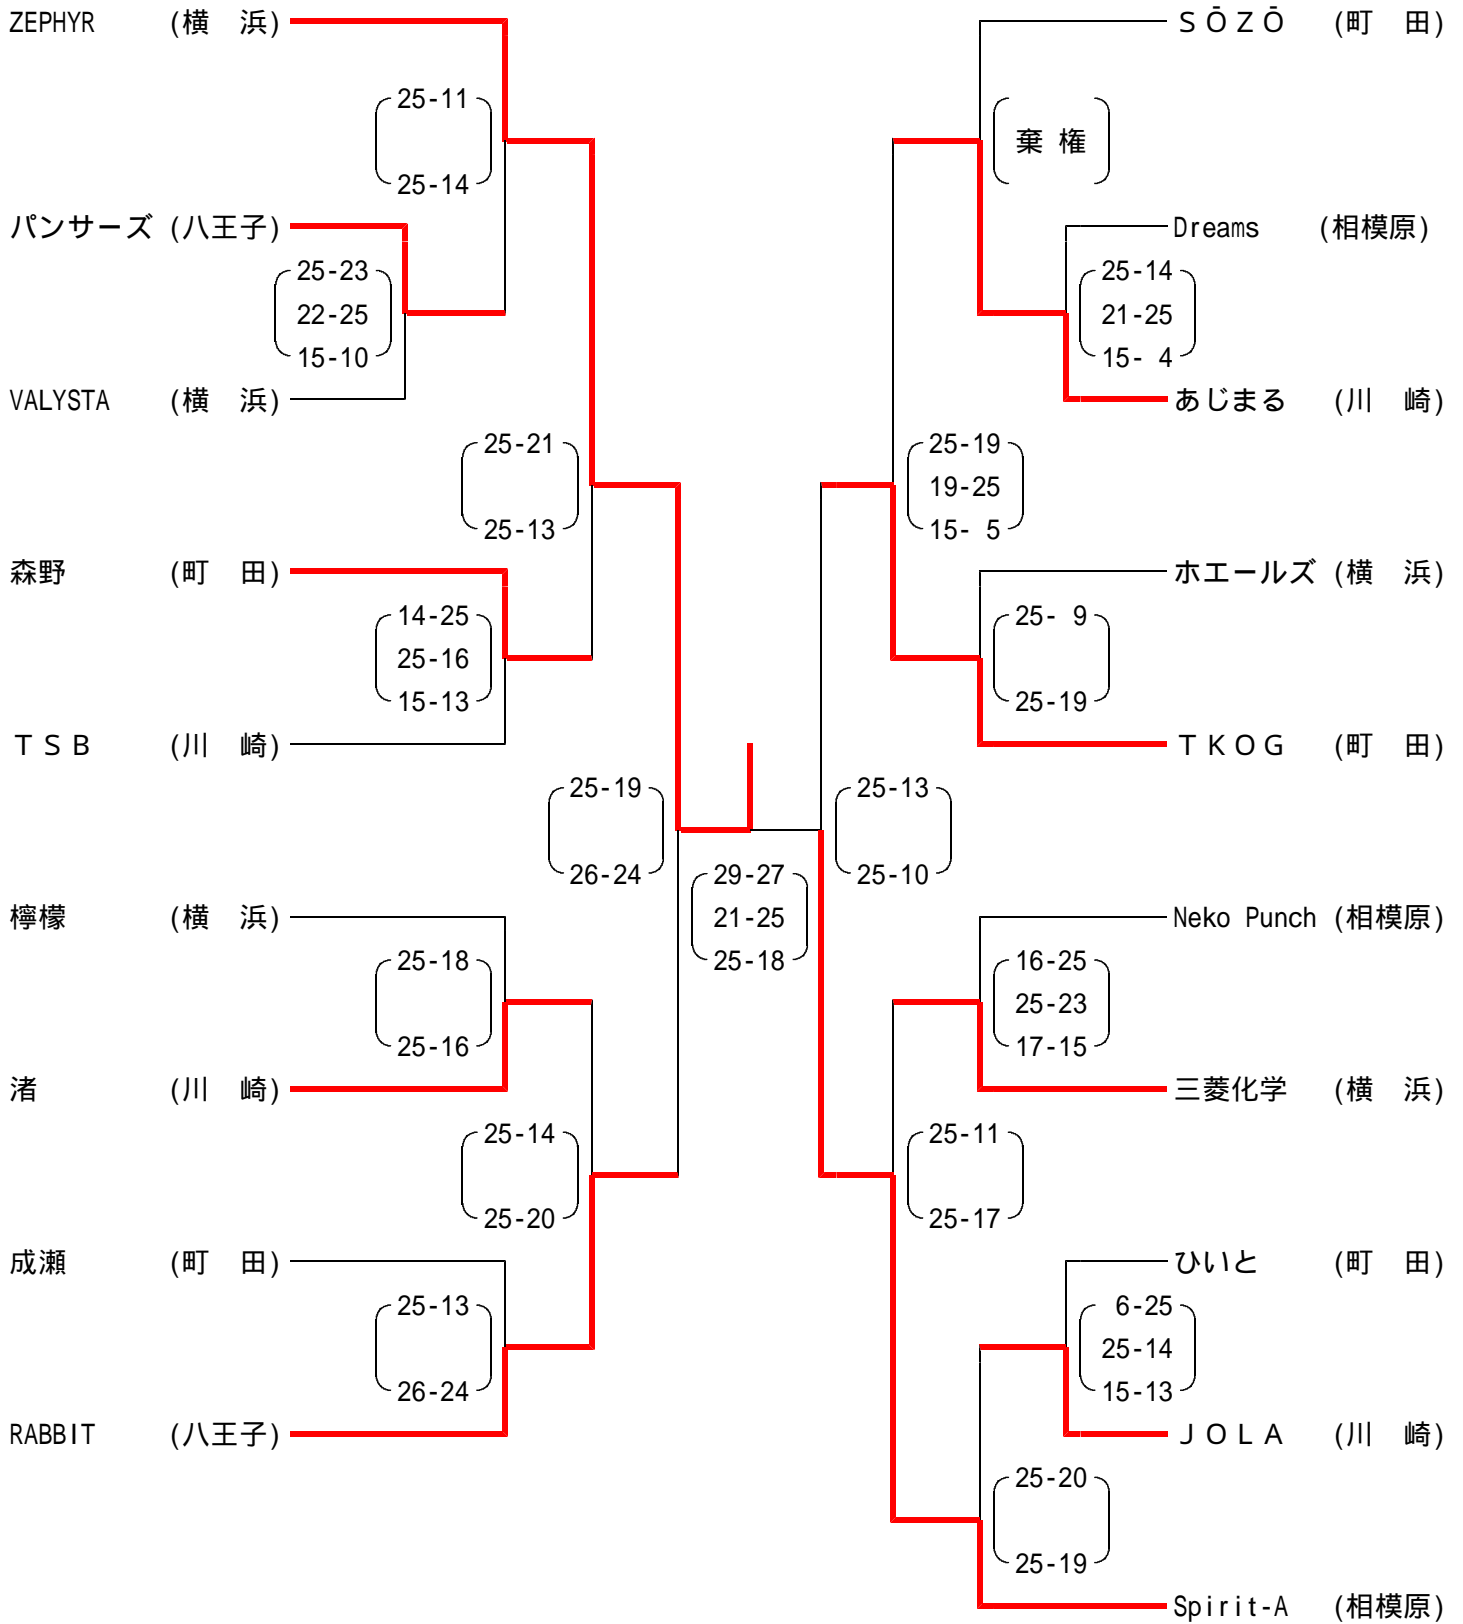 ZEPHYR (横 浜)
25-11
25-14
パンサーズ (八王子)
25-23
22-25
15-10
VALYSTA (横 浜)
25-21
25-13
森野 (町 田)
14-25
25-16
15-13
TSB (川 崎)
25-19
26-24
檸檬 (横 浜)
25-18
25-16
渚 (川 崎)
25-14
25-20
成瀬 (町 田)
25-13
26-24
RABBIT (八王子)
29-27
21-25
25-18
SŌZŌ (町 田)
棄権
Dreams (相模原)
25-14
21-25
15- 4
あじまる (川 崎)
25-19
19-25
15- 5
ホエールズ (横 浜)
25- 9
25-19
TKOG (町 田)
25-13
25-10
Neko Punch (相模原)
16-25
25-23
17-15
三菱化学 (横 浜)
25-11
25-17
ひいと (町 田)
6-25
25-14
15-13
JOLA (川 崎)
25-20
25-19
Spirit-A (相模原)